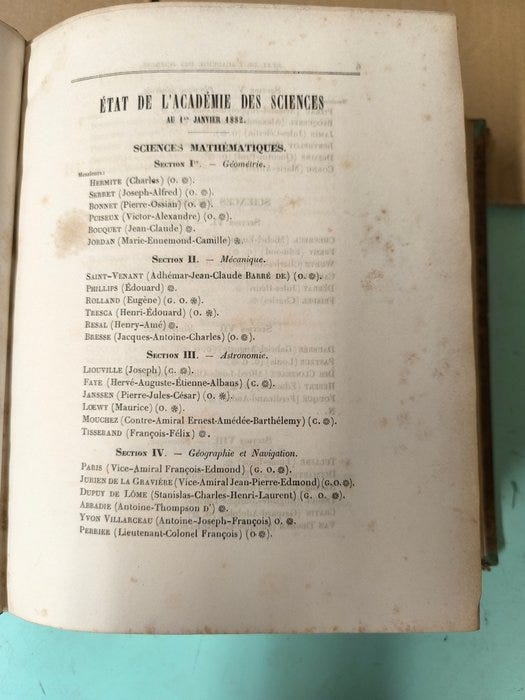 ÉTAT DE L'ACADÉMIE DES SCIENCES
AU 1er JANVIER 1882.
SCIENCES MATHÉMATIQUES.
SECTION Ire. — Géométrie.
Messieurs:
HERMITE (Charles) (O. ❁).
SERRET (Joseph-Alfred) (O. ❁).
BONNET (Pierre-Ossian) (O. ❁).
PUISEUX (Victor-Alexandre) (O. ❁).
BOUQUET (Jean-Claude) ❁.
JORDAN (Marie-Ennemond-Camille) ❁.
SECTION II. — Mécanique.
SAINT-VENANT (Adhémar-Jean-Claude BARRÉ DE) (O. ❁).
PHILLIPS (Édouard) ❁.
ROLLAND (Eugène) (G. O. ❁).
TRESCA (Henri-Édouard) (O. ❁).
RESAL (Henry-Amé) ❁.
BRESSE (Jacques-Antoine-Charles) (O. ❁).
SECTION III. — Astronomie.
LIOUVILLE (Joseph) (C. ❁).
FAYE (Hervé-Auguste-Étienne-Albans) (C. ❁).
JANSSEN (Pierre-Jules-César) (O. ❁).
LOEWY (Maurice) (O. ❁).
MOUCHEZ (Contre-Amiral Ernest-Amédée-Barthélemy) (C. ❁).
TISSERAND (François-Félix) ❁.
SECTION IV. — Géographie et Navigation.
PARIS (Vice-Amiral François-Edmond) (G. O. ❁).
JURIEN DE LA GRAVIÈRE (Vice-Amiral Jean-Pierre-Edmond) (G. O. ❁).
DUPUY DE LÔME (Stanislas-Charles-Henri-Laurent) (G. O. ❁).
ABBADIE (Antoine-Thompson D') ❁.
YVON VILLARCEAU (Antoine-Joseph-François) O. ❁.
PERRIER (Lieutenant-Colonel François) (O ❁).